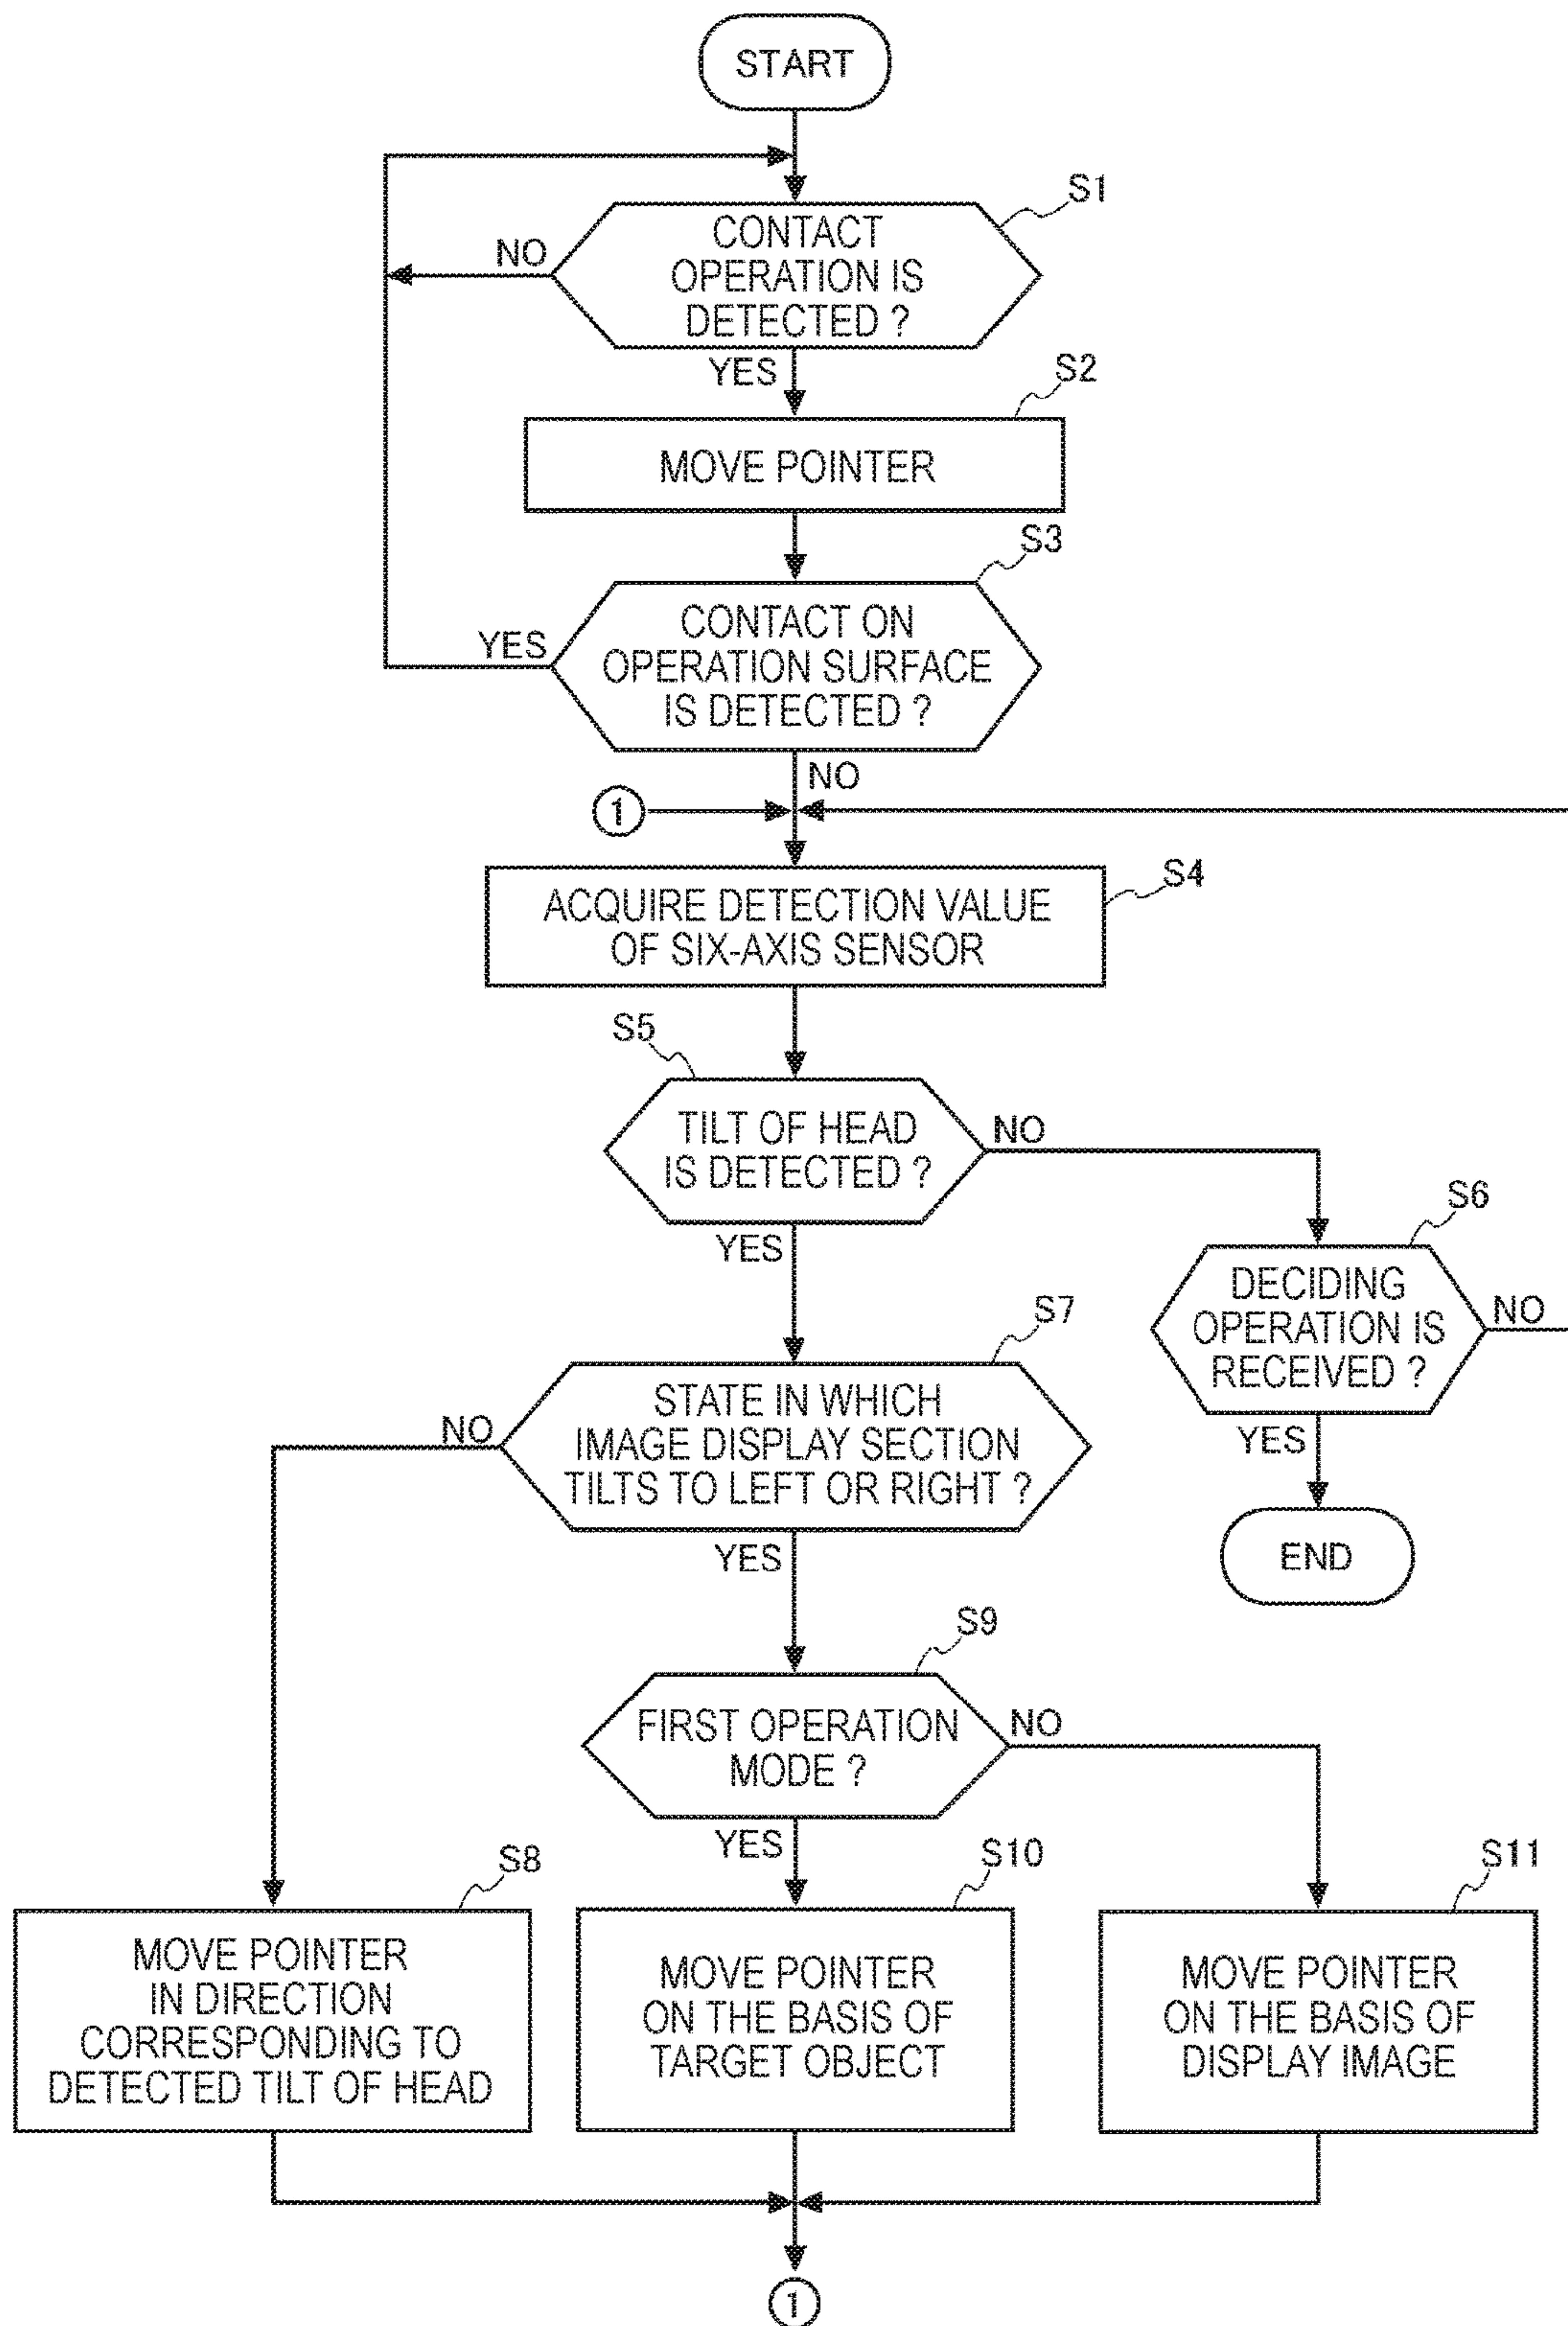 START
S1
CONTACT
OPERATION IS
DETECTED ?
NO
YES
S2
MOVE POINTER
S3
CONTACT ON
OPERATION SURFACE
IS DETECTED ?
YES
NO
1
S4
ACQUIRE DETECTION VALUE
OF SIX-AXIS SENSOR
S5
TILT OF HEAD
IS DETECTED ?
NO
YES
S6
DECIDING
OPERATION IS
RECEIVED ?
NO
YES
END
S7
STATE IN WHICH
IMAGE DISPLAY SECTION
TILTS TO LEFT OR RIGHT ?
NO
YES
S9
FIRST OPERATION
MODE ?
NO
YES
S8
MOVE POINTER
IN DIRECTION
CORRESPONDING TO
DETECTED TILT OF HEAD
S10
MOVE POINTER
ON THE BASIS OF
TARGET OBJECT
S11
MOVE POINTER
ON THE BASIS OF
DISPLAY IMAGE
1